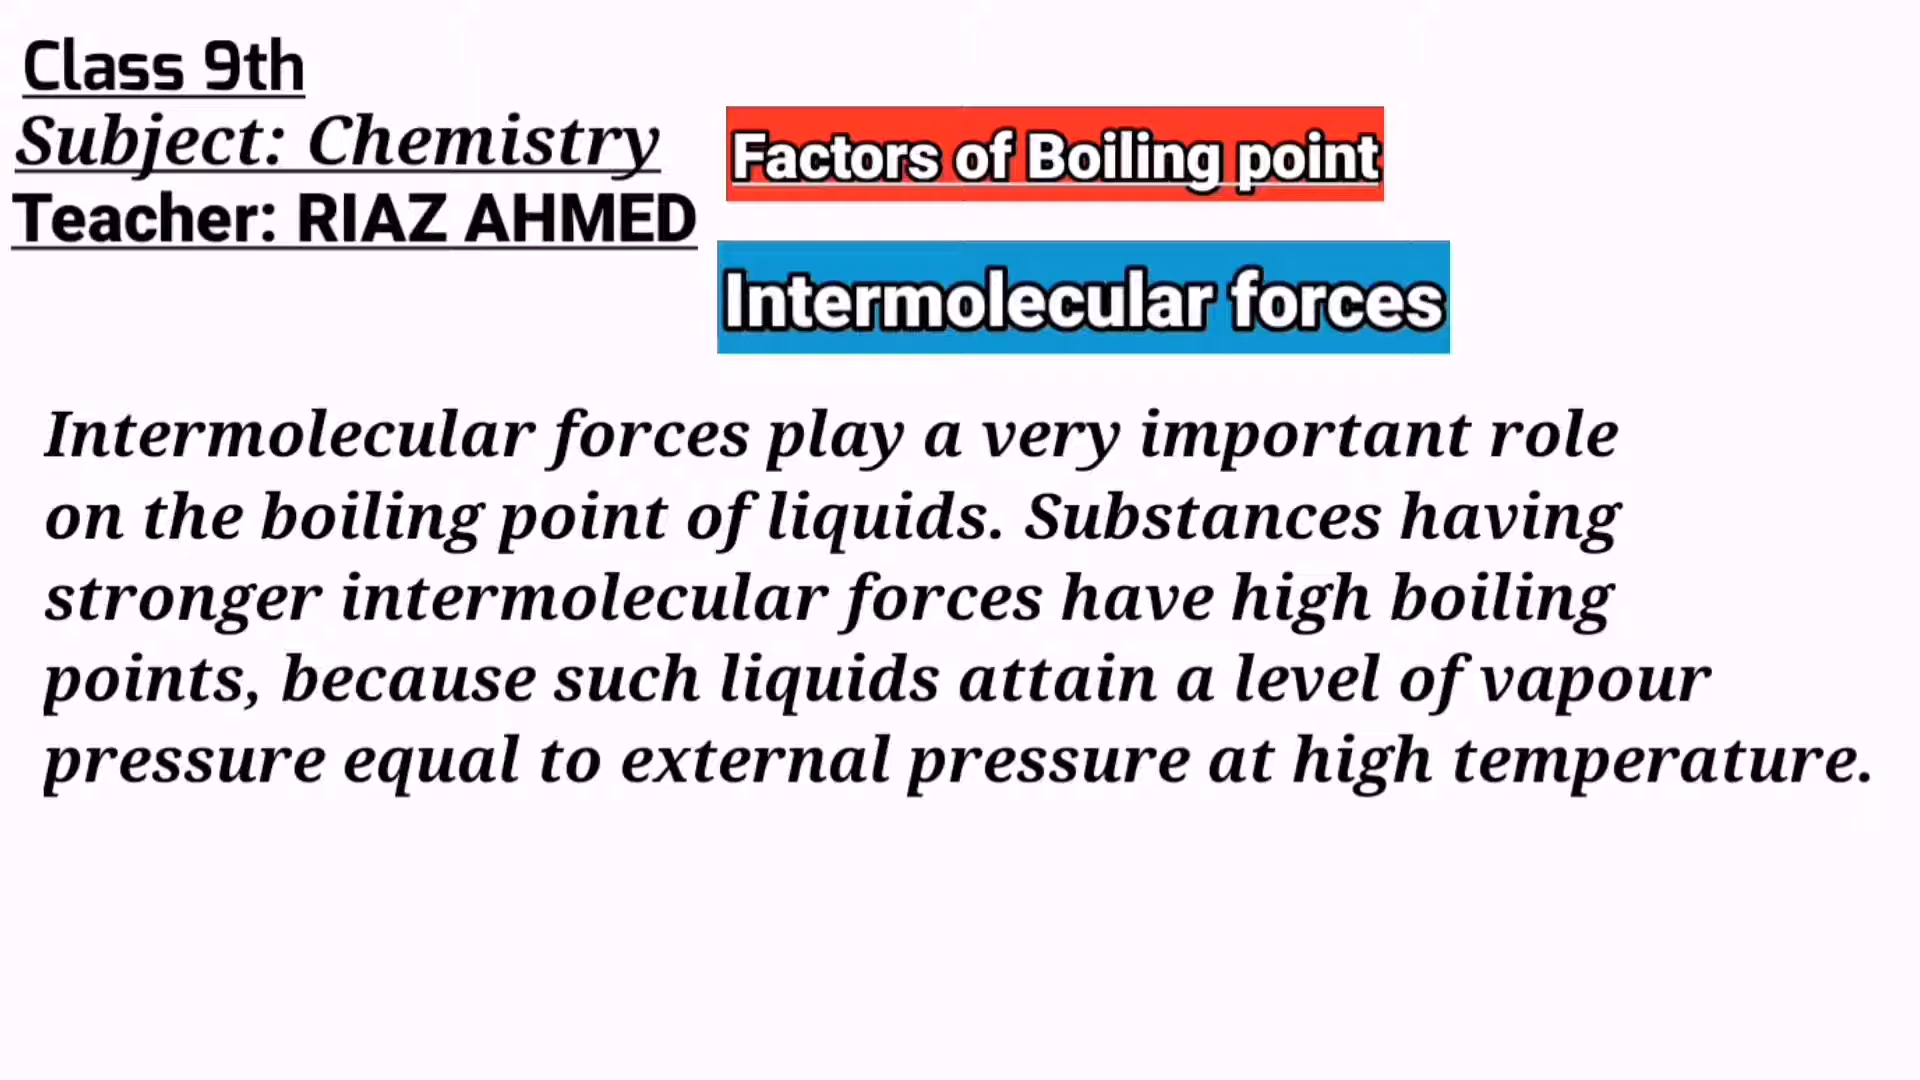 Class 9th
Subject: Chemistry
Teacher: RIAZ AHMED
Factors of Boiling point
Intermolecular forces
Intermolecular forces play a very important role
on the boiling point of liquids. Substances having
stronger intermolecular forces have high boiling
points, because such liquids attain a level of vapour
pressure equal to external pressure at high temperature.